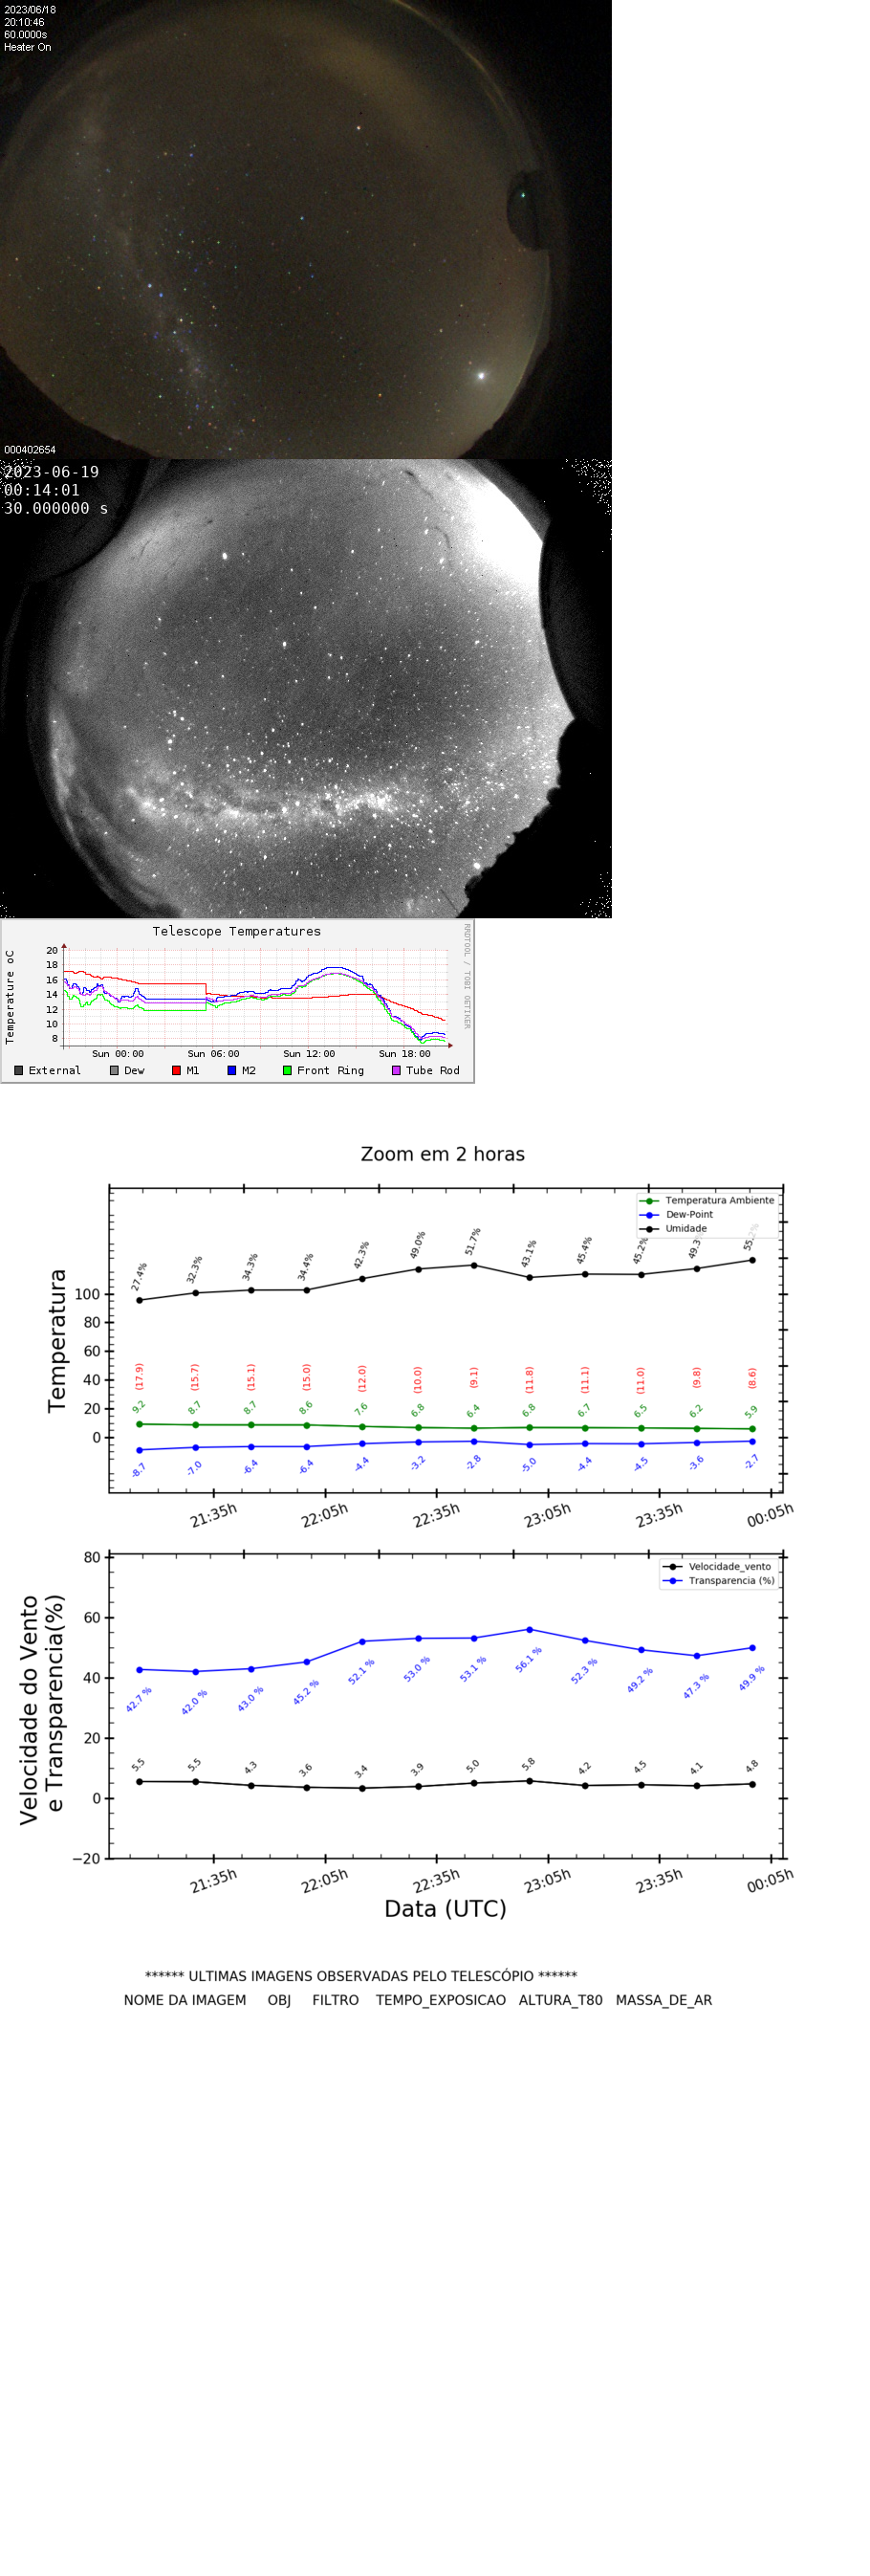 2023/06/18
20:10:46
60.0000s
Heater On
000402654
2023-06-19
00:14:01
30.000000 s
Telescope Temperatures
RRDTOOL / TOBI OETIKER
Temperature oC
20
18
16
14
12
10
8
Sun 00:00 Sun 06:00 Sun 12:00 Sun 18:00
External Dew M1 M2 Front Ring Tube Rod
Zoom em 2 horas
Temperatura Ambiente
Dew-Point
Umidade
Temperatura
100
80
60
40
20
0
27.4% 32.3% 34.3% 34.4% 42.3% 49.0% 51.7% 43.1% 45.4% 45.2% 49.3% 55.2%
(17.9) (15.7) (15.1) (15.0) (12.0) (10.0) (9.1) (11.8) (11.1) (11.0) (9.8) (8.6)
9.2 8.7 8.7 8.6 7.6 6.8 6.4 6.8 6.7 6.5 6.2 5.9
-8.7 -7.0 -6.4 -6.4 -4.4 -3.2 -2.8 -5.0 -4.4 -4.5 -3.6 -2.7
21:35h 22:05h 22:35h 23:05h 23:35h 00:05h
Velocidade_vento
Transparencia (%)
Velocidade do Vento
e Transparencia(%)
80
60
40
20
0
−20
42.7 % 42.0 % 43.0 % 45.2 % 52.1 % 53.0 % 53.1 % 56.1 % 52.3 % 49.2 % 47.3 % 49.9 %
5.5 5.5 4.3 3.6 3.4 3.9 5.0 5.8 4.2 4.5 4.1 4.8
21:35h 22:05h 22:35h 23:05h 23:35h 00:05h
Data (UTC)
****** ULTIMAS IMAGENS OBSERVADAS PELO TELESCÓPIO ******
NOME DA IMAGEM OBJ FILTRO TEMPO_EXPOSICAO ALTURA_T80 MASSA_DE_AR